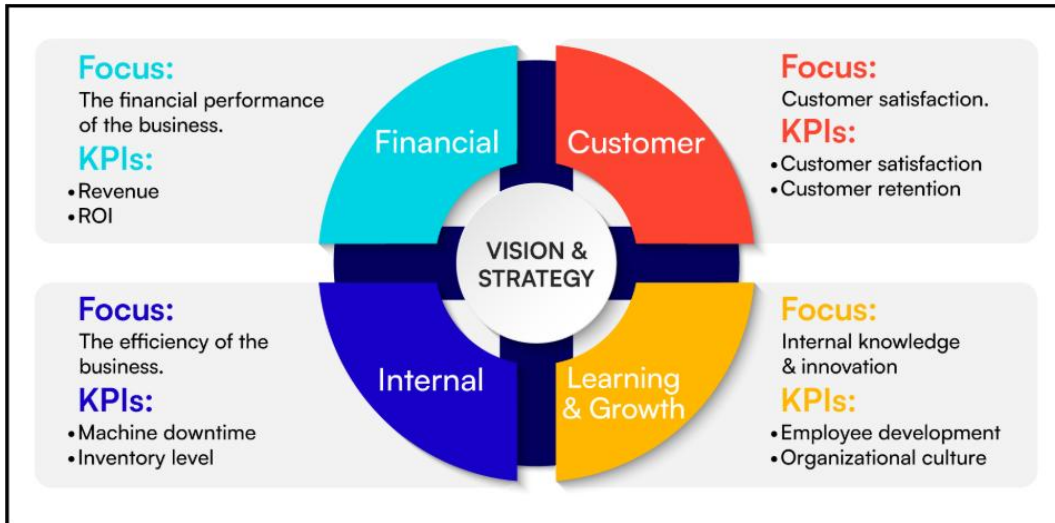 Focus:
The financial performance
of the business.
KPIs:
•Revenue
•ROI
Financial
Customer
Focus:
Customer satisfaction.
KPIs:
•Customer satisfaction
•Customer retention
VISION &
STRATEGY
Focus:
The efficiency of the
business.
KPIs:
•Machine downtime
•Inventory level
Internal
Learning
& Growth
Focus:
Internal knowledge
& innovation
KPIs:
•Employee development
•Organizational culture